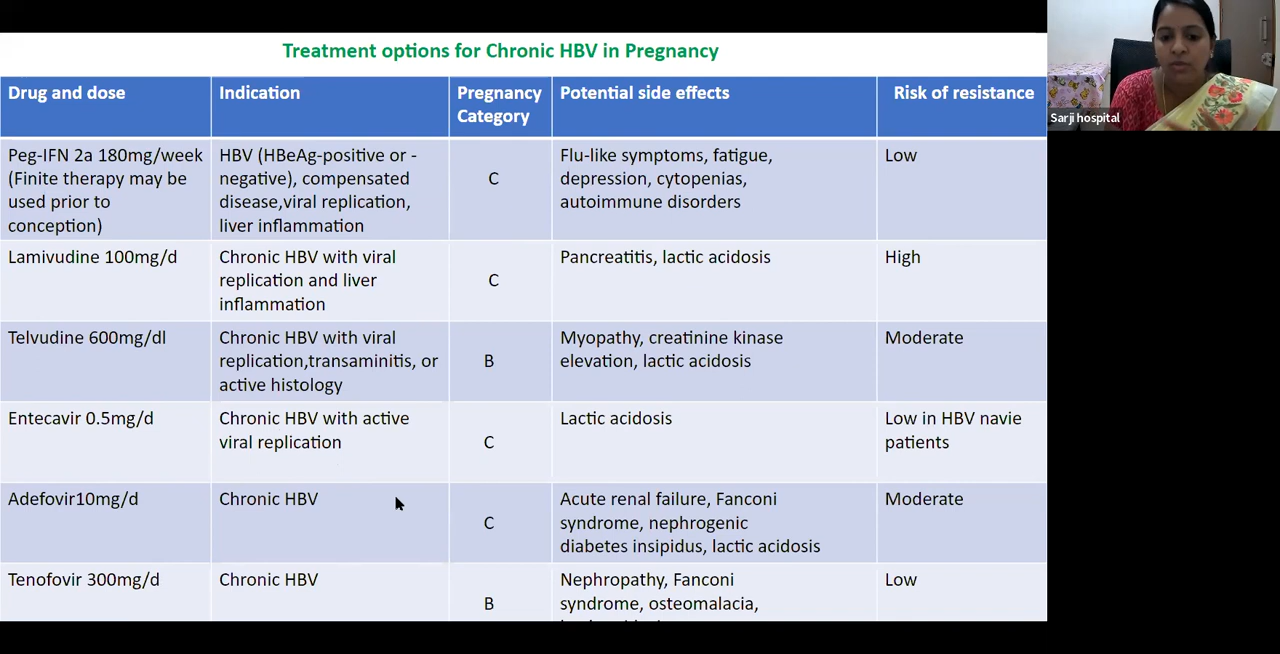 Treatment options for Chronic HBV in Pregnancy
Drug and dose
Indication
Pregnancy
Category
Potential side effects
Risk of resistance
Peg-IFN 2a 180mg/week
(Finite therapy may be
used prior to
conception)
HBV (HBeAg-positive or -
negative), compensated
disease,viral replication,
liver inflammation
C
Flu-like symptoms, fatigue,
depression, cytopenias,
autoimmune disorders
Low
Lamivudine 100mg/d
Chronic HBV with viral
replication and liver
inflammation
C
Pancreatitis, lactic acidosis
High
Telvudine 600mg/dl
Chronic HBV with viral
replication,transaminitis, or
active histology
B
Myopathy, creatinine kinase
elevation, lactic acidosis
Moderate
Entecavir 0.5mg/d
Chronic HBV with active
viral replication
C
Lactic acidosis
Low in HBV navie
patients
Adefovir10mg/d
Chronic HBV
C
Acute renal failure, Fanconi
syndrome, nephrogenic
diabetes insipidus, lactic acidosis
Moderate
Tenofovir 300mg/d
Chronic HBV
B
Nephropathy, Fanconi
syndrome, osteomalacia,
Low
Sarji hospital